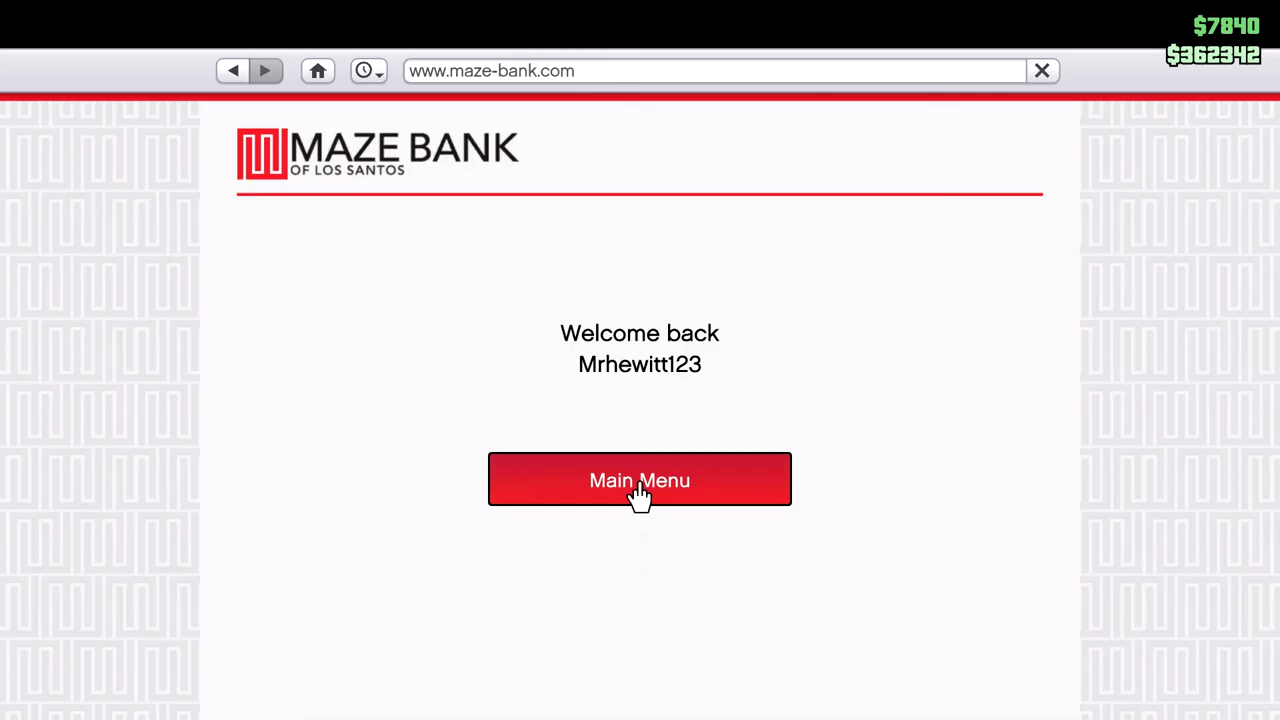 $7840
$362342
www.maze-bank.com
MAZE BANK
OF LOS SANTOS
Welcome back
Mrhewitt123
Main Menu